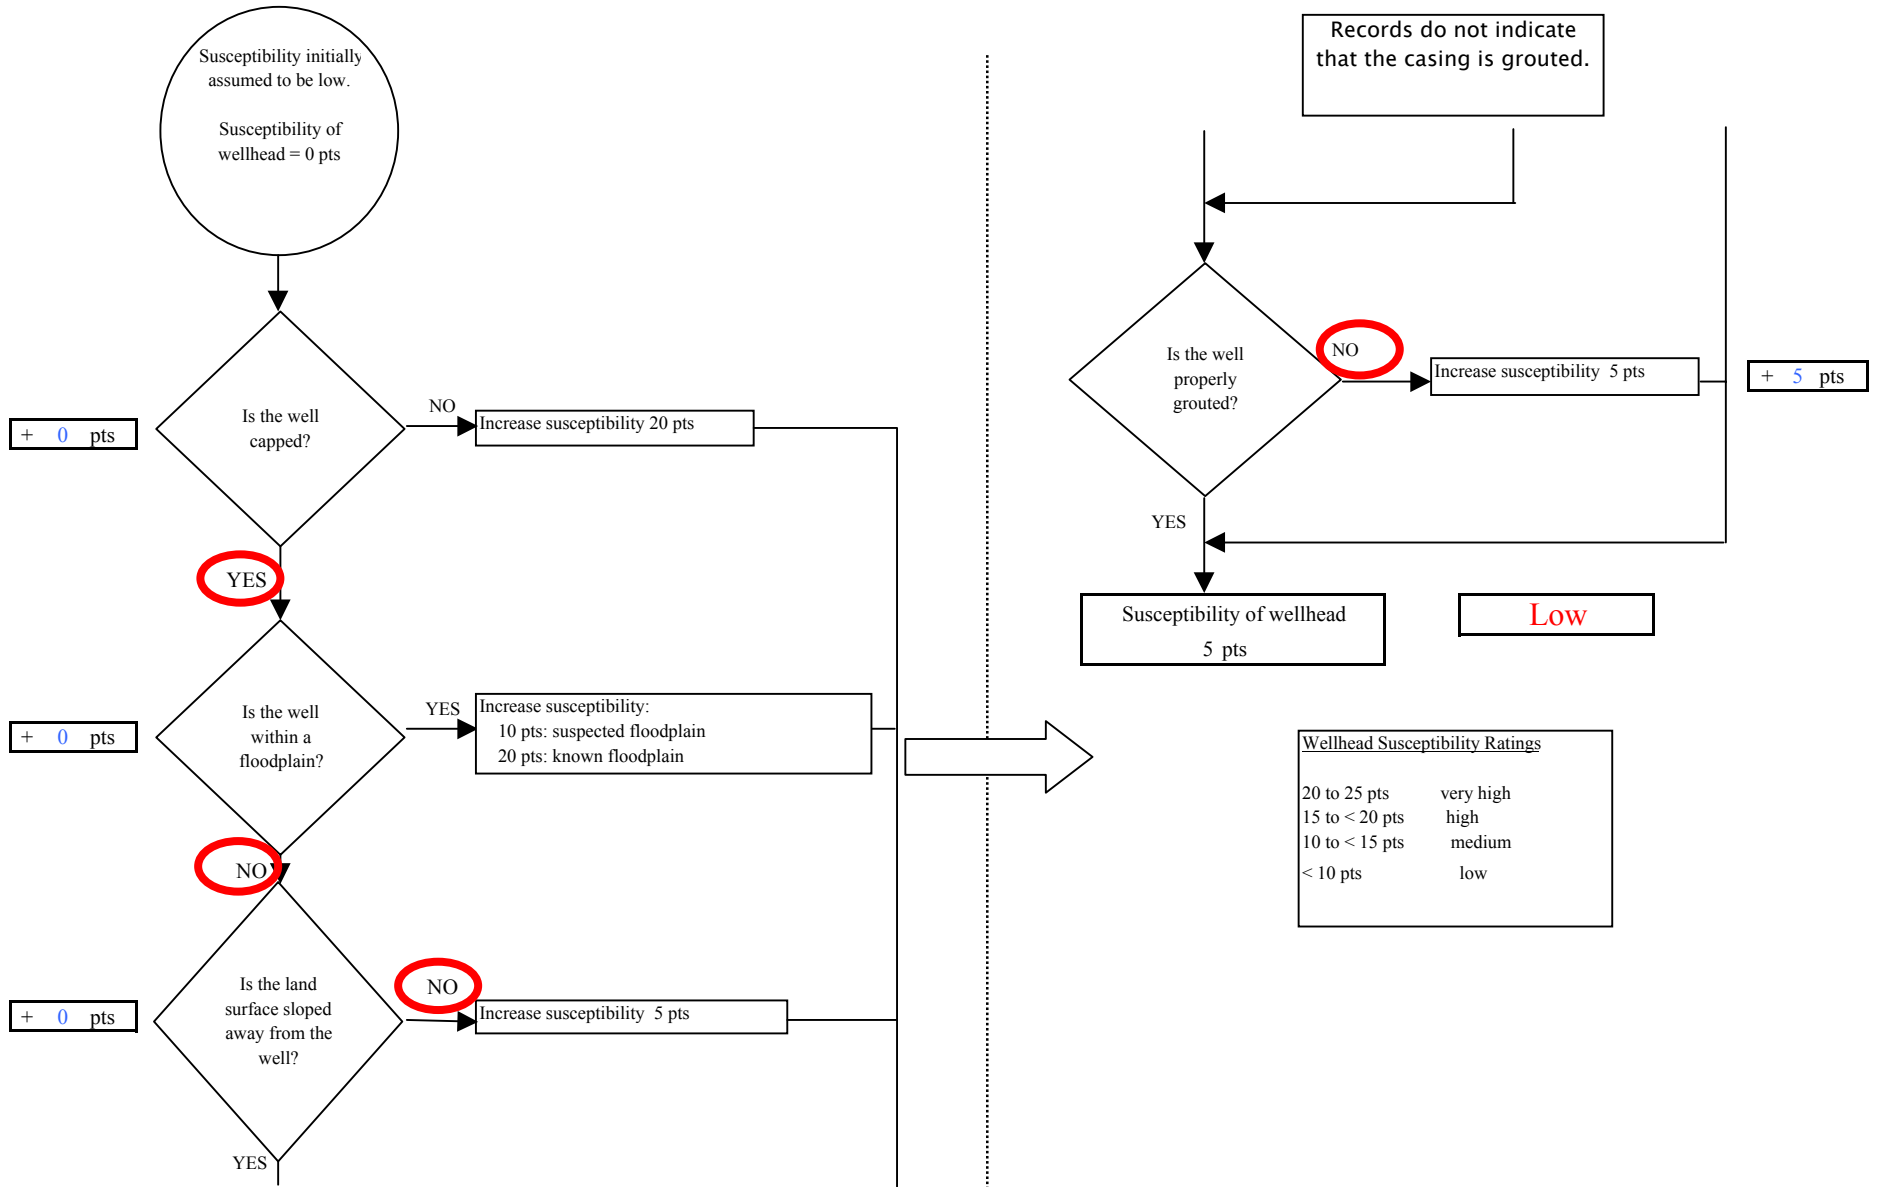 Susceptibility initially
assumed to be low.
Susceptibility of
wellhead = 0 pts
Is the well
capped?
NO
Increase susceptibility 20 pts
+ 0 pts
YES
Is the well
within a
floodplain?
YES
Increase susceptibility:
10 pts: suspected floodplain
20 pts: known floodplain
+ 0 pts
NO
Is the land
surface sloped
away from the
well?
NO
Increase susceptibility 5 pts
+ 0 pts
YES
Records do not indicate
that the casing is grouted.
Is the well
properly
grouted?
NO
Increase susceptibility 5 pts
+ 5 pts
YES
Susceptibility of wellhead
5 pts
Low
Wellhead Susceptibility Ratings
20 to 25 pts very high
15 to < 20 pts high
10 to < 15 pts medium
< 10 pts low